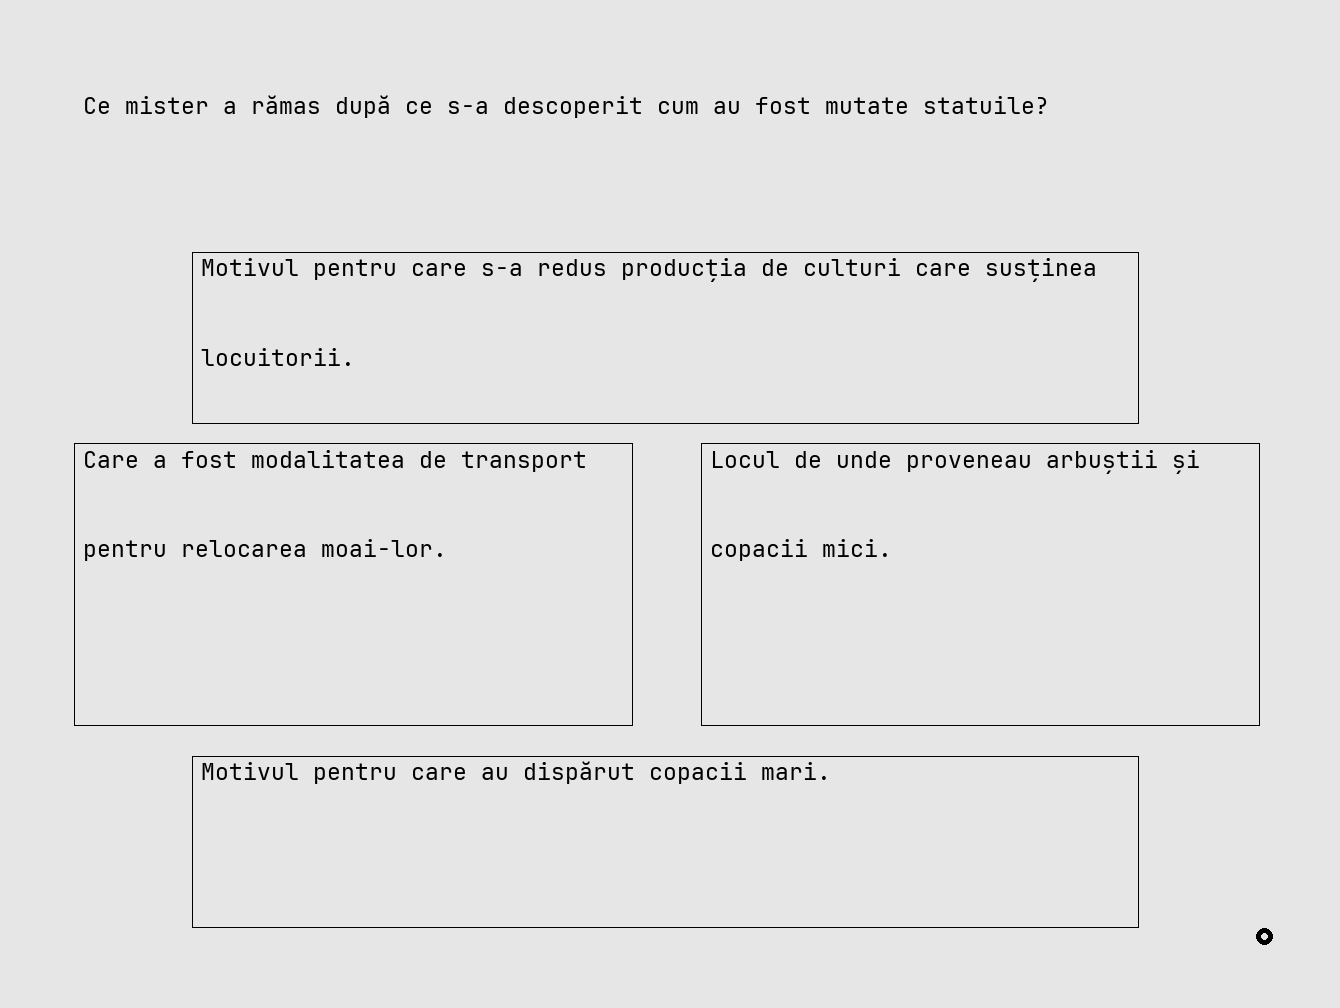 Ce mister a rămas după ce s-a descoperit cum au fost mutate statuile?
Motivul pentru care s-a redus producția de culturi care susținea
locuitorii.
Care a fost modalitatea de transport
pentru relocarea moai-lor.
Locul de unde proveneau arbuștii și
copacii mici.
Motivul pentru care au dispărut copacii mari.